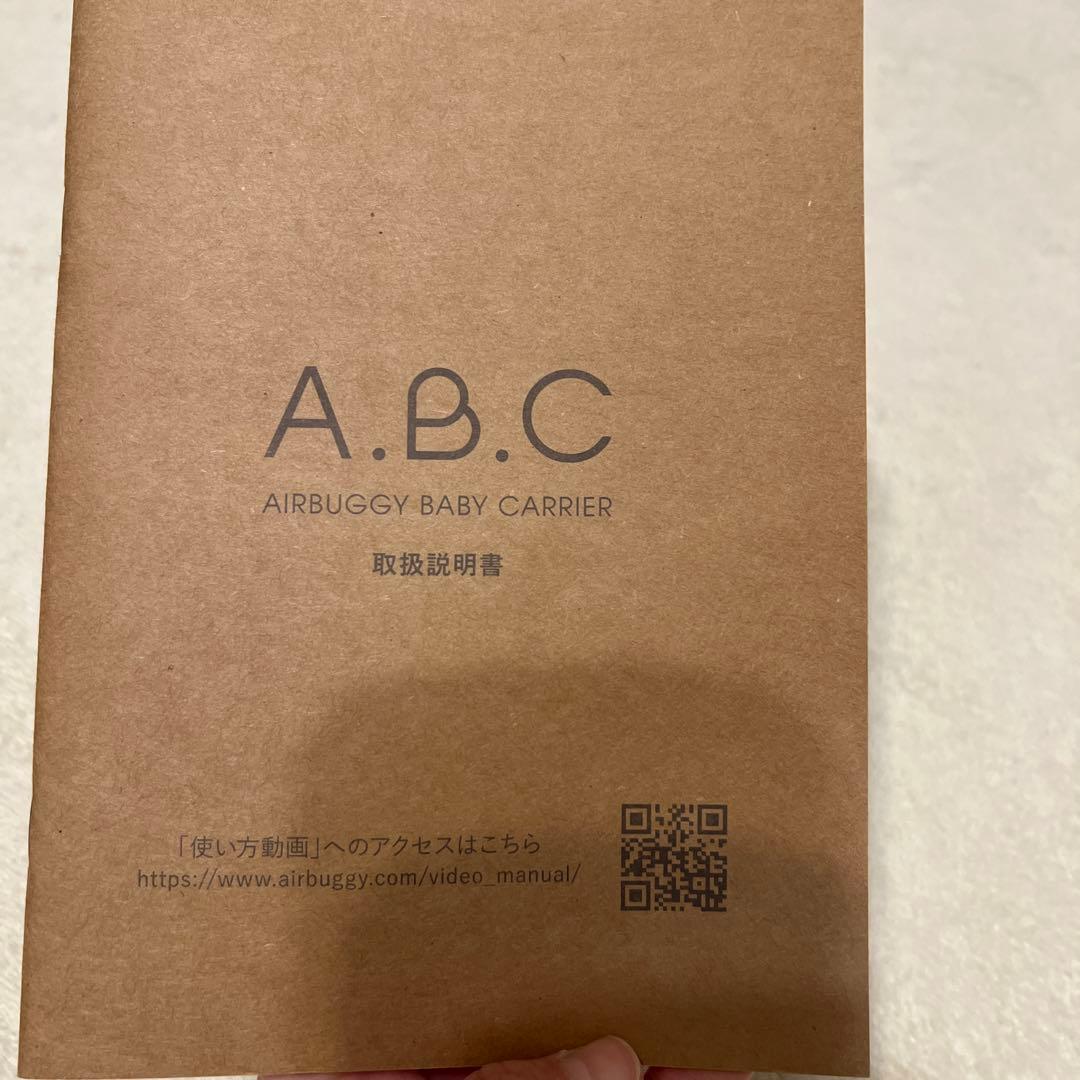 A.B.C
AIRBUGGY BABY CARRIER
取扱説明書
「使い方動画」へのアクセスはこちら
https://www.airbuggy.com/video_manual/